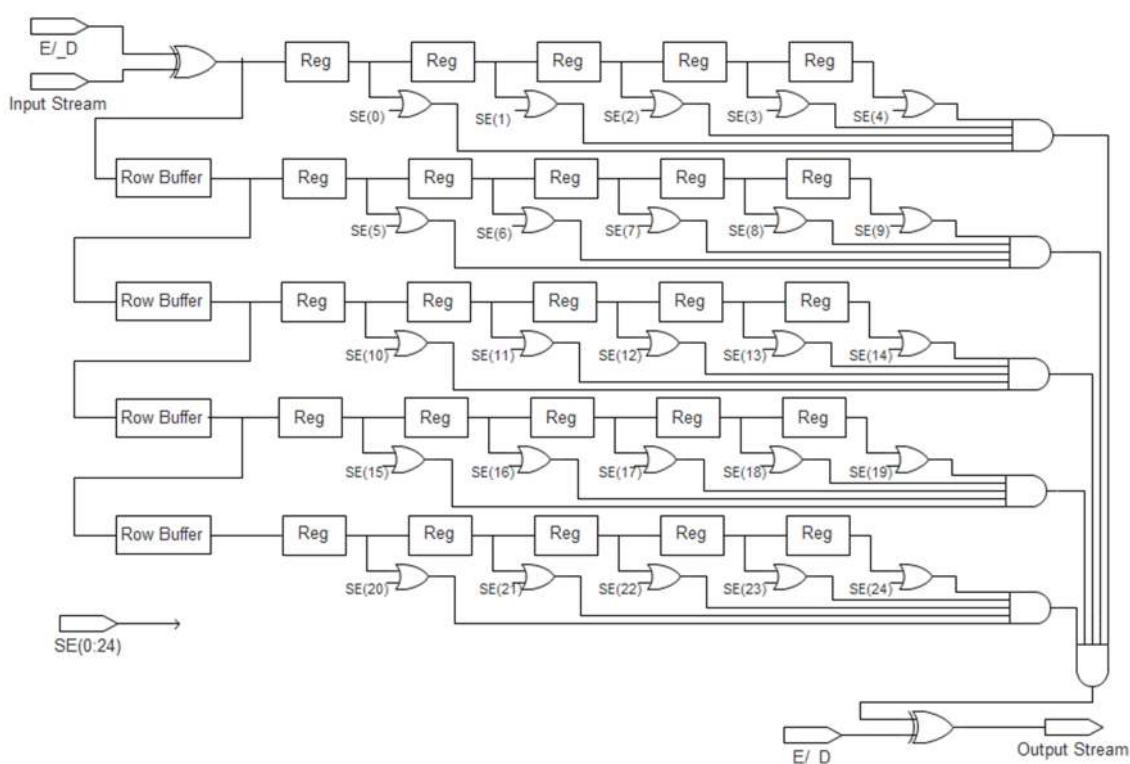 E/_D
Input Stream
Reg Reg Reg Reg Reg
SE(0) SE(1) SE(2) SE(3) SE(4)
Row Buffer Reg Reg Reg Reg Reg
SE(5) SE(6) SE(7) SE(8) SE(9)
Row Buffer Reg Reg Reg Reg Reg
SE(10) SE(11) SE(12) SE(13) SE(14)
Row Buffer Reg Reg Reg Reg Reg
SE(15) SE(16) SE(17) SE(18) SE(19)
Row Buffer Reg Reg Reg Reg Reg
SE(20) SE(21) SE(22) SE(23) SE(24)
SE(0:24)
E/_D
Output Stream